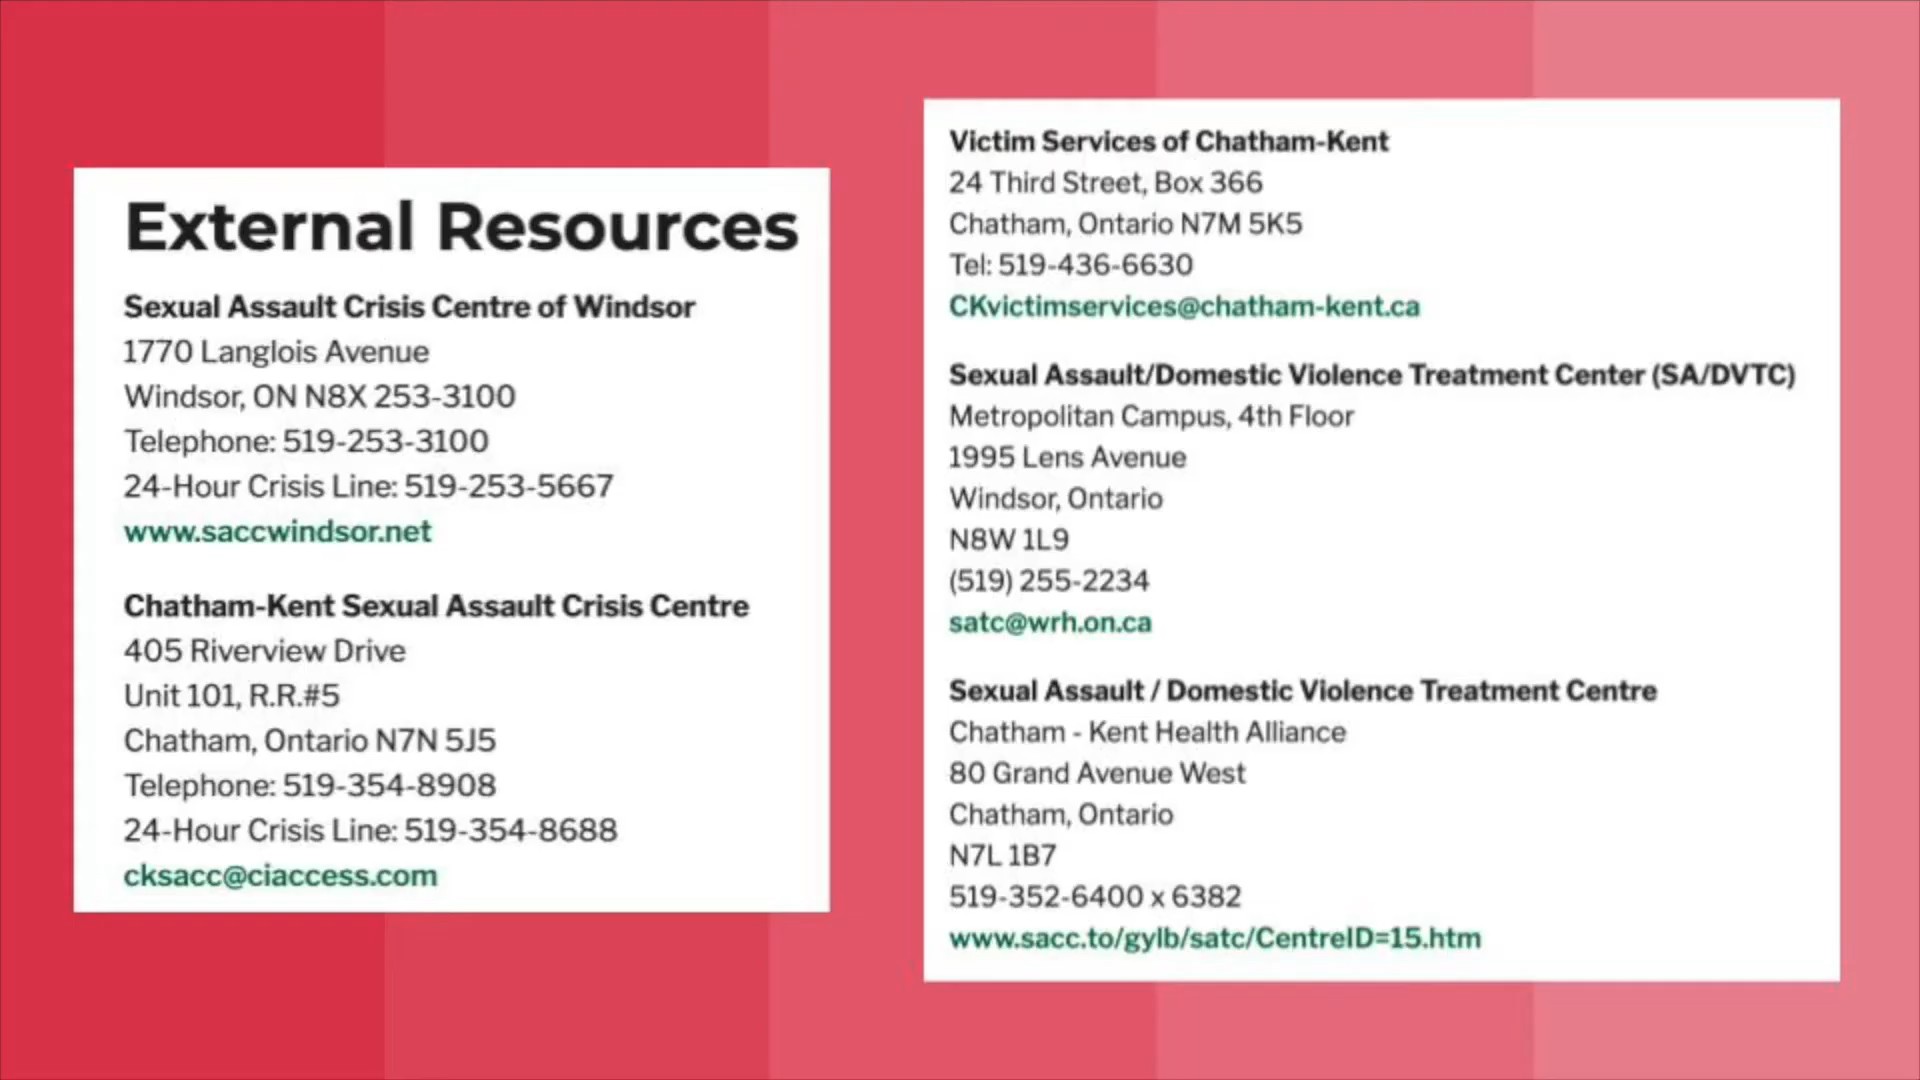 External Resources
Sexual Assault Crisis Centre of Windsor
1770 Langlois Avenue
Windsor, ON N8X 253-3100
Telephone: 519-253-3100
24-Hour Crisis Line: 519-253-5667
www.saccwindsor.net
Chatham-Kent Sexual Assault Crisis Centre
405 Riverview Drive
Unit 101, R.R.#5
Chatham, Ontario N7N 5J5
Telephone: 519-354-8908
24-Hour Crisis Line: 519-354-8688
cksacc@ciaccess.com
Victim Services of Chatham-Kent
24 Third Street, Box 366
Chatham, Ontario N7M 5K5
Tel: 519-436-6630
CKvictimservices@chatham-kent.ca
Sexual Assault/Domestic Violence Treatment Center (SA/DVTC)
Metropolitan Campus, 4th Floor
1995 Lens Avenue
Windsor, Ontario
N8W 1L9
(519) 255-2234
satc@wrh.on.ca
Sexual Assault / Domestic Violence Treatment Centre
Chatham - Kent Health Alliance
80 Grand Avenue West
Chatham, Ontario
N7L 1B7
519-352-6400 x 6382
www.sacc.to/gylb/satc/CentreID=15.htm